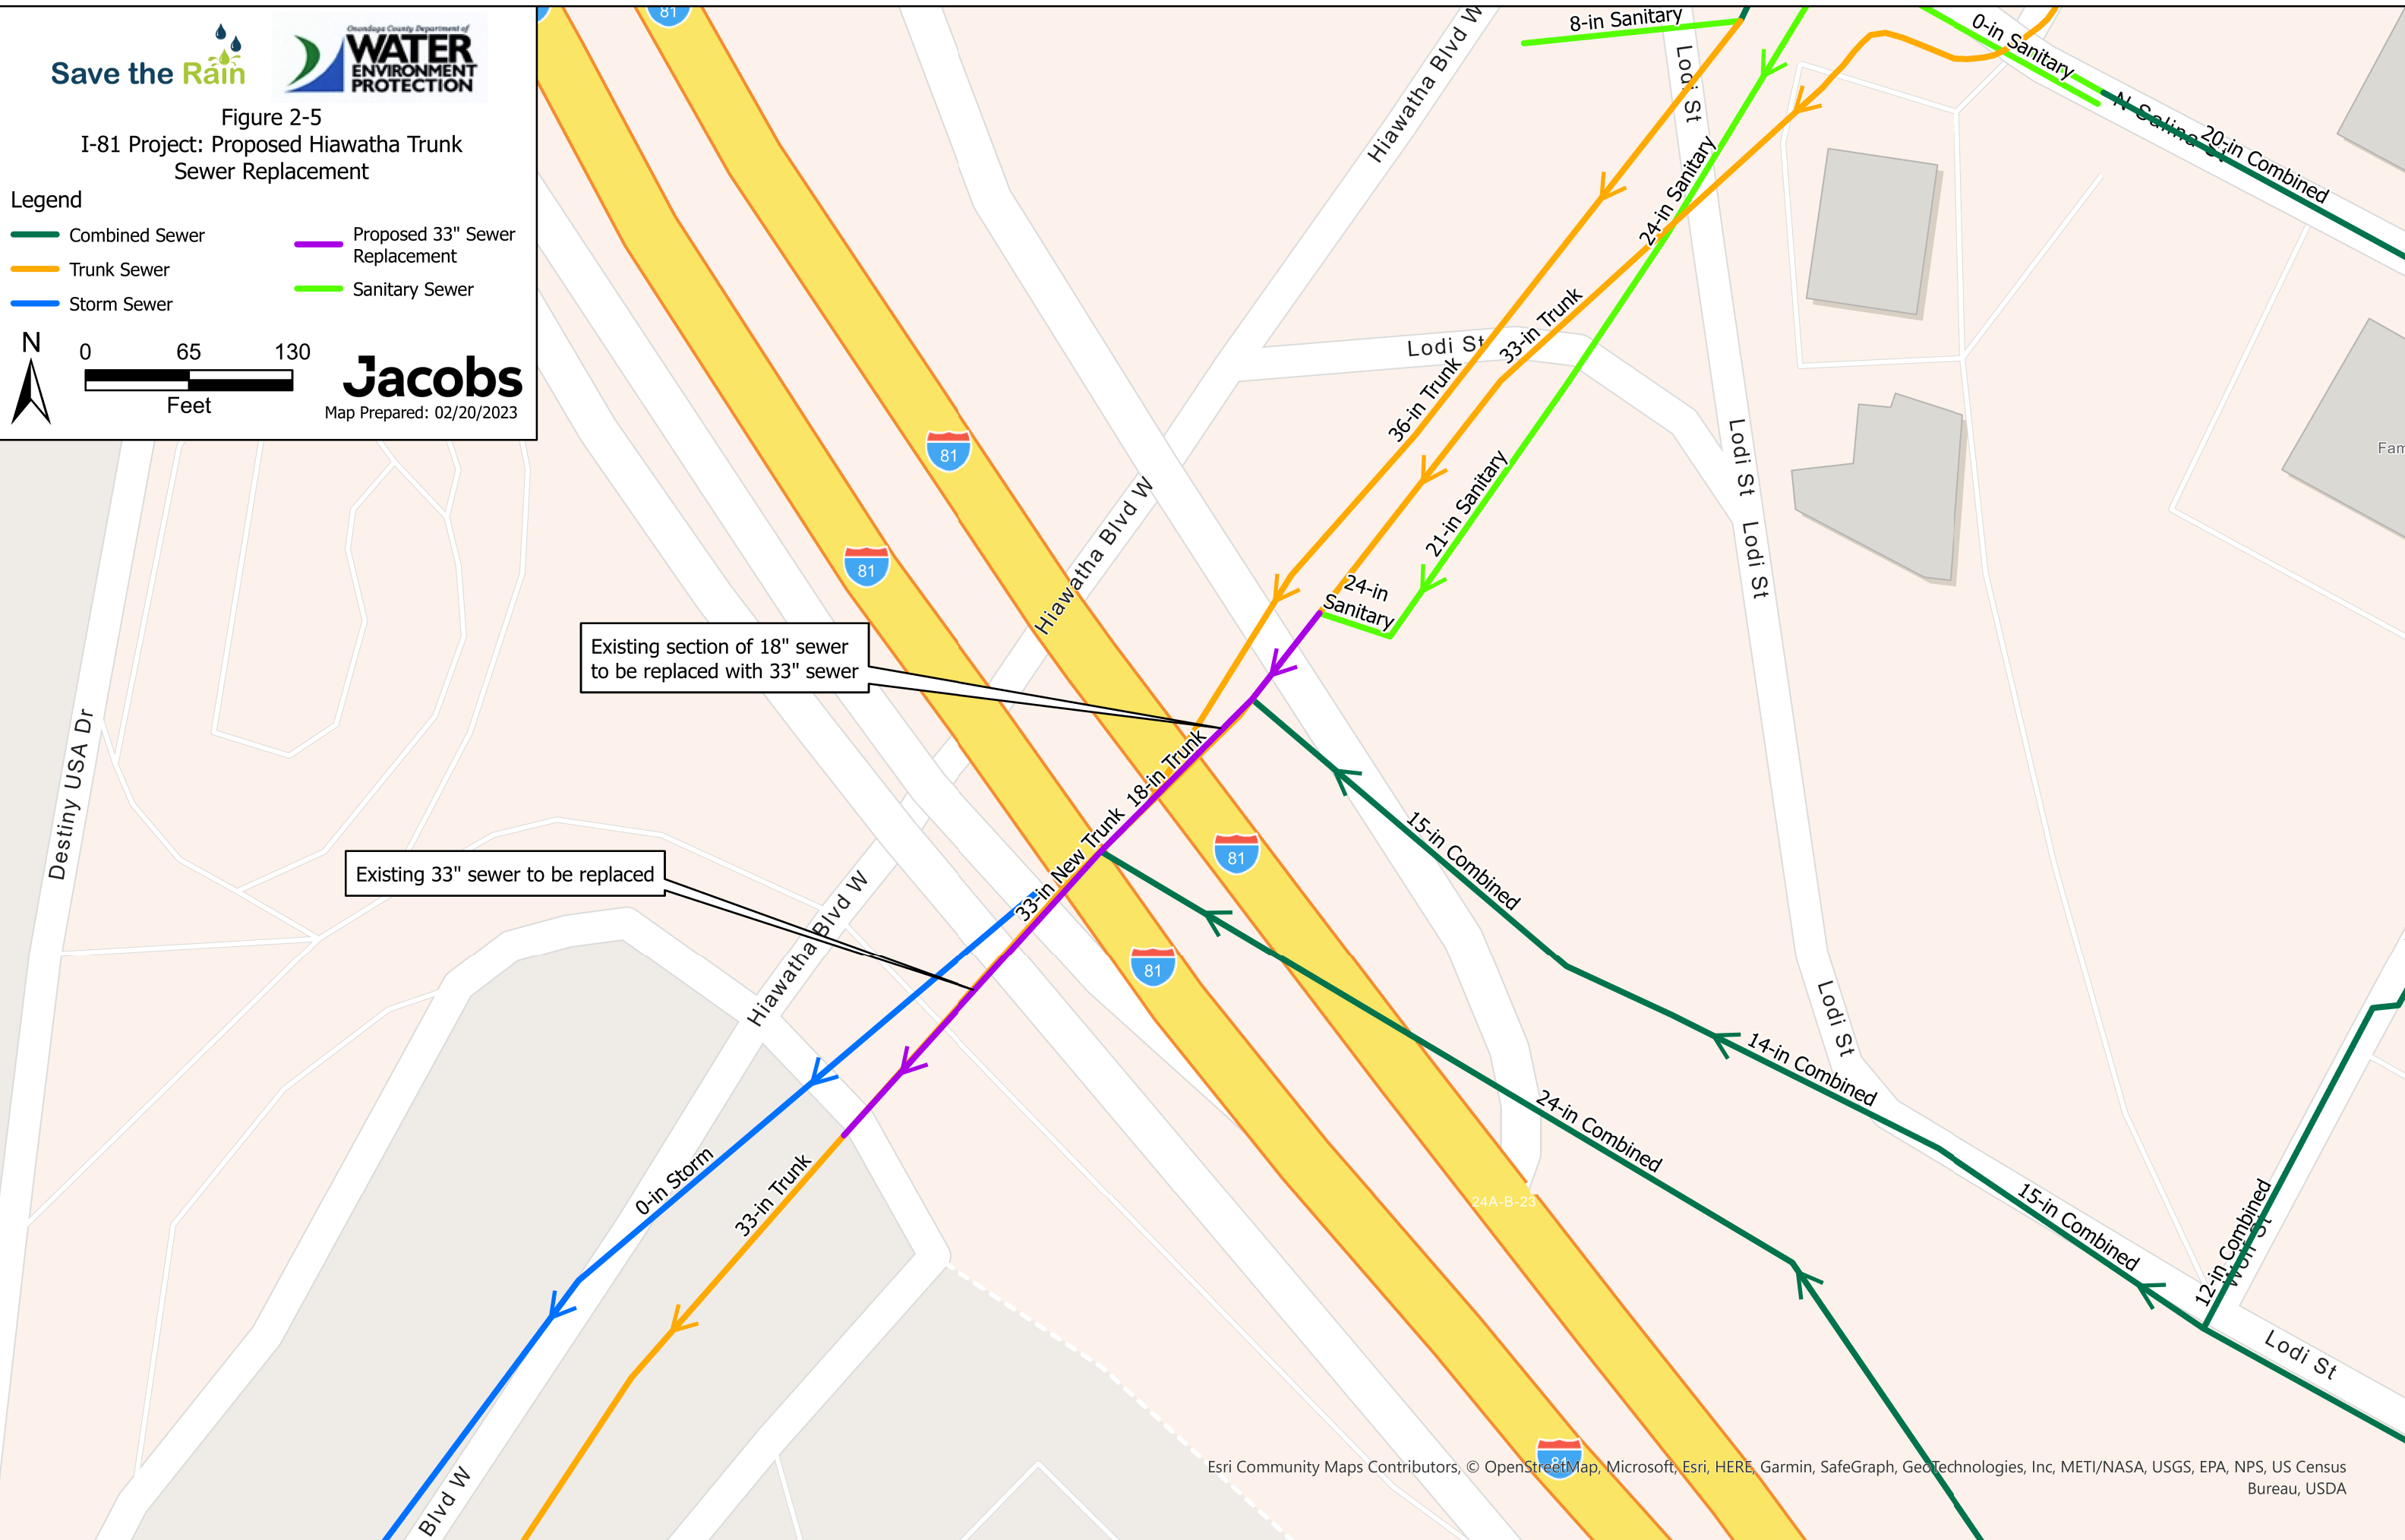 Save the Rain
Onondaga County Department of
WATER
ENVIRONMENT
PROTECTION
Figure 2-5
I-81 Project: Proposed Hiawatha Trunk
Sewer Replacement
Legend
Combined Sewer
Trunk Sewer
Storm Sewer
Proposed 33" Sewer
Replacement
Sanitary Sewer
N
0 65 130
Feet
Jacobs
Map Prepared: 02/20/2023
81
8-in Sanitary
0-in Sanitary
N Salina St
20-in Combined
Hiawatha Blvd W
Lodi St
24-in Sanitary
33-in Trunk
Lodi St
36-in Trunk
Lodi St
Fam
81
21-in Sanitary
Hiawatha Blvd W
Lodi St
81
24-in
Sanitary
Existing section of 18" sewer
to be replaced with 33" sewer
Destiny USA Dr
18-in Trunk
33-in New Trunk
81
15-in Combined
Existing 33" sewer to be replaced
Hiawatha Blvd W
81
Lodi St
14-in Combined
24-in Combined
0-in Storm
33-in Trunk
24A-B-23
15-in Combined
12-in Combined
Wolf St
Lodi St
81
Blvd W
Esri Community Maps Contributors, © OpenStreetMap, Microsoft, Esri, HERE, Garmin, SafeGraph, GeoTechnologies, Inc, METI/NASA, USGS, EPA, NPS, US Census
Bureau, USDA